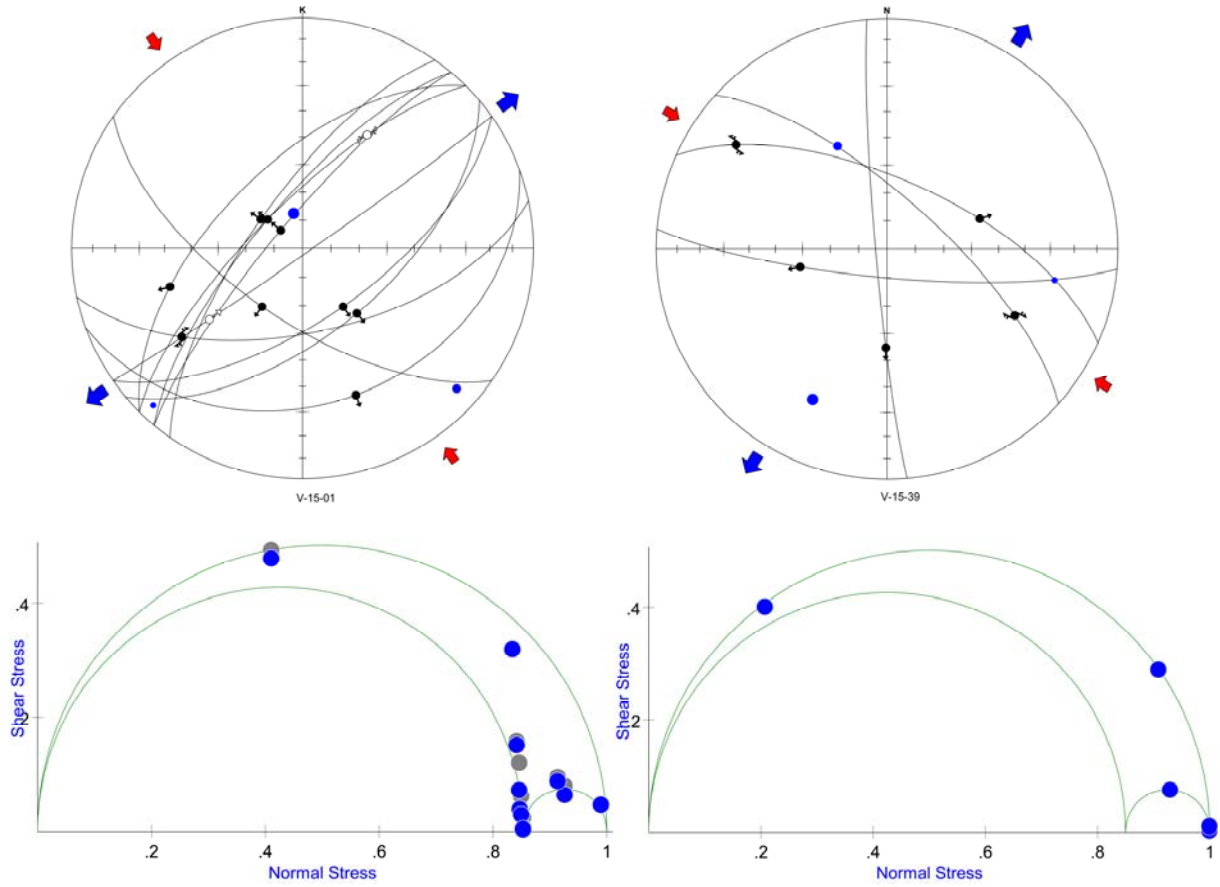 K
N
V-15-01
V-15-39
.4
.2
Shear Stress
.2
.4
.6
.8
1
Normal Stress
.4
.2
Shear Stress
.2
.4
.6
.8
1
Normal Stress